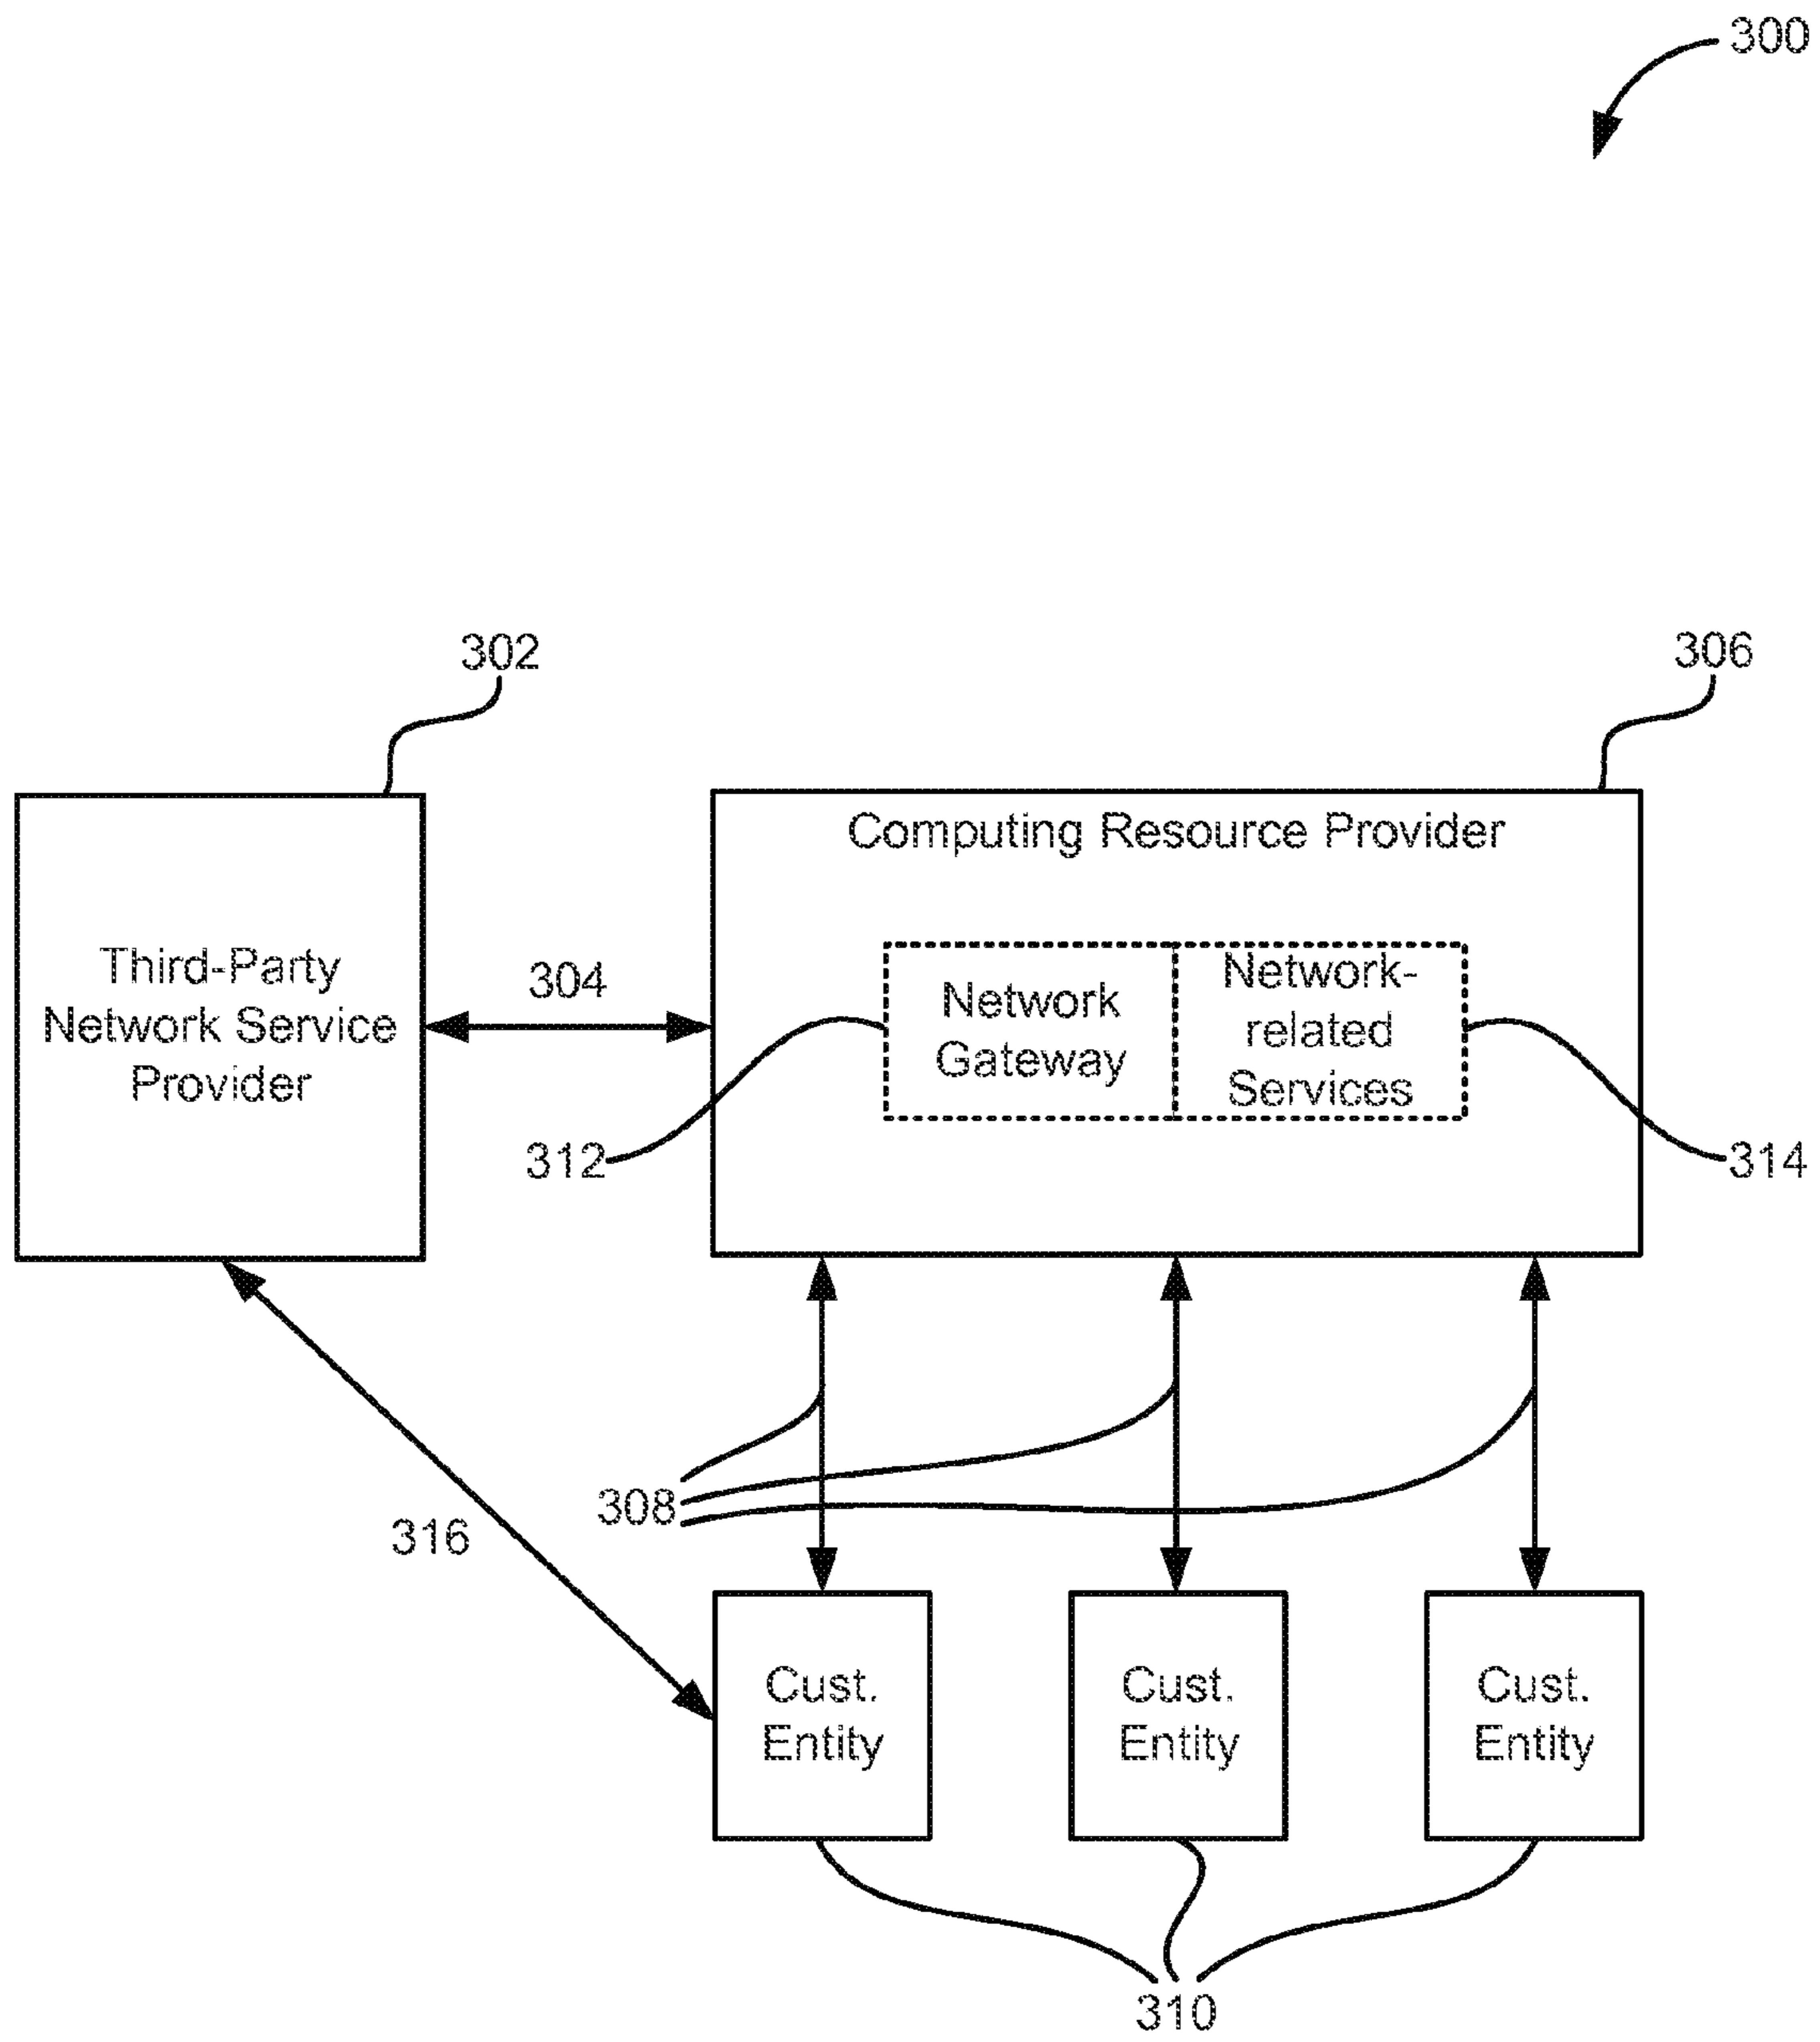 300
302
306
Computing Resource Provider
Third-Party
Network Service
Provider
304
Network
Gateway
Network-
related
Services
312
314
308
316
Cust.
Entity
Cust.
Entity
Cust.
Entity
310